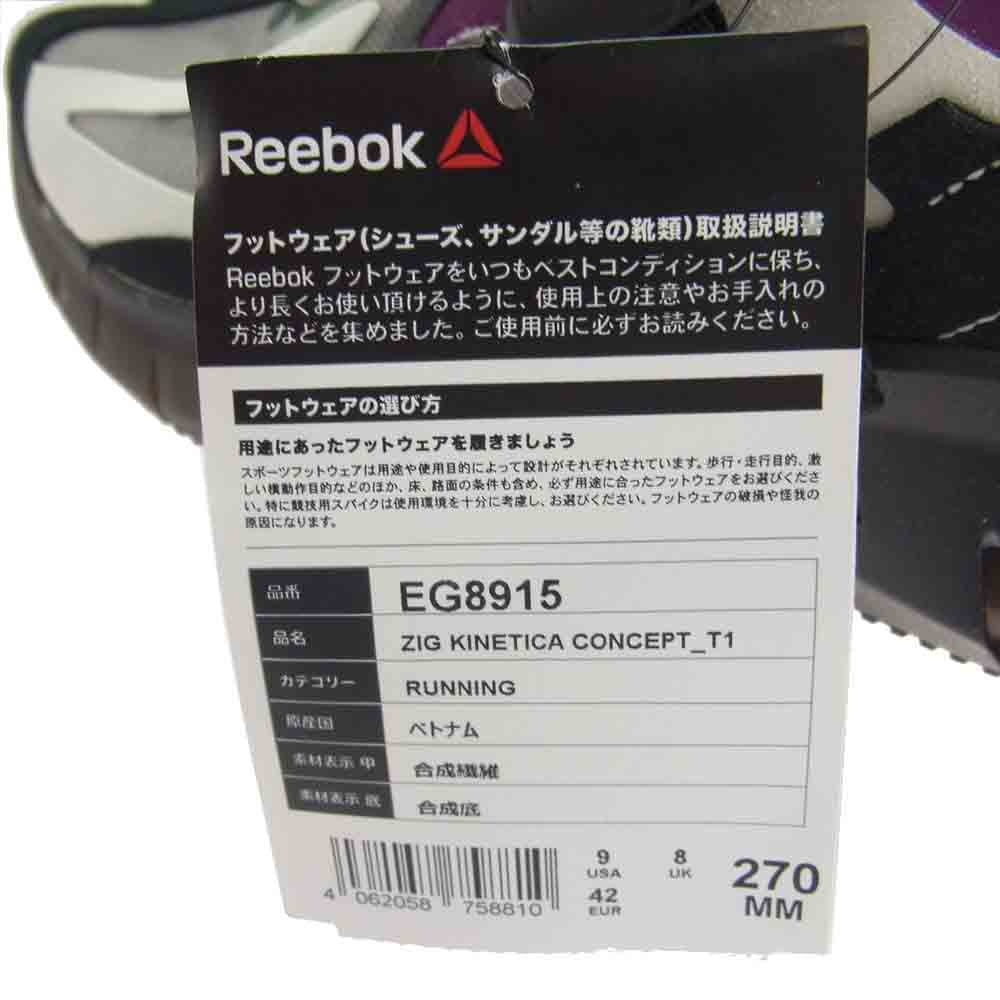 Reebok
フットウェア(シューズ、サンダル等の靴類)取扱説明書
Reebok フットウェアをいつもベストコンディションに保ち、
より長くお使い頂けるように、使用上の注意やお手入れの
方法などを集めました。ご使用前に必ずお読みください。
フットウェアの選び方
用途にあったフットウェアを履きましょう
スポーツフットウェアは用途や使用目的によって設計がそれぞれされています。歩行・走行目的、激
しい横動作目的などのほか、床、路面の条件も含め、必ず用途に合ったフットウェアをお選びくださ
い。特に競技用スパイクは使用環境を十分に考慮し、お選びください。フットウェアの破損や怪我の
原因になります。
品番 EG8915
品名 ZIG KINETICA CONCEPT_T1
カテゴリー RUNNING
原産国 ベトナム
素材表示 甲 合成繊維
素材表示 底 合成底
4 062058 758810
9 USA
8 UK
42 EUR
270 MM